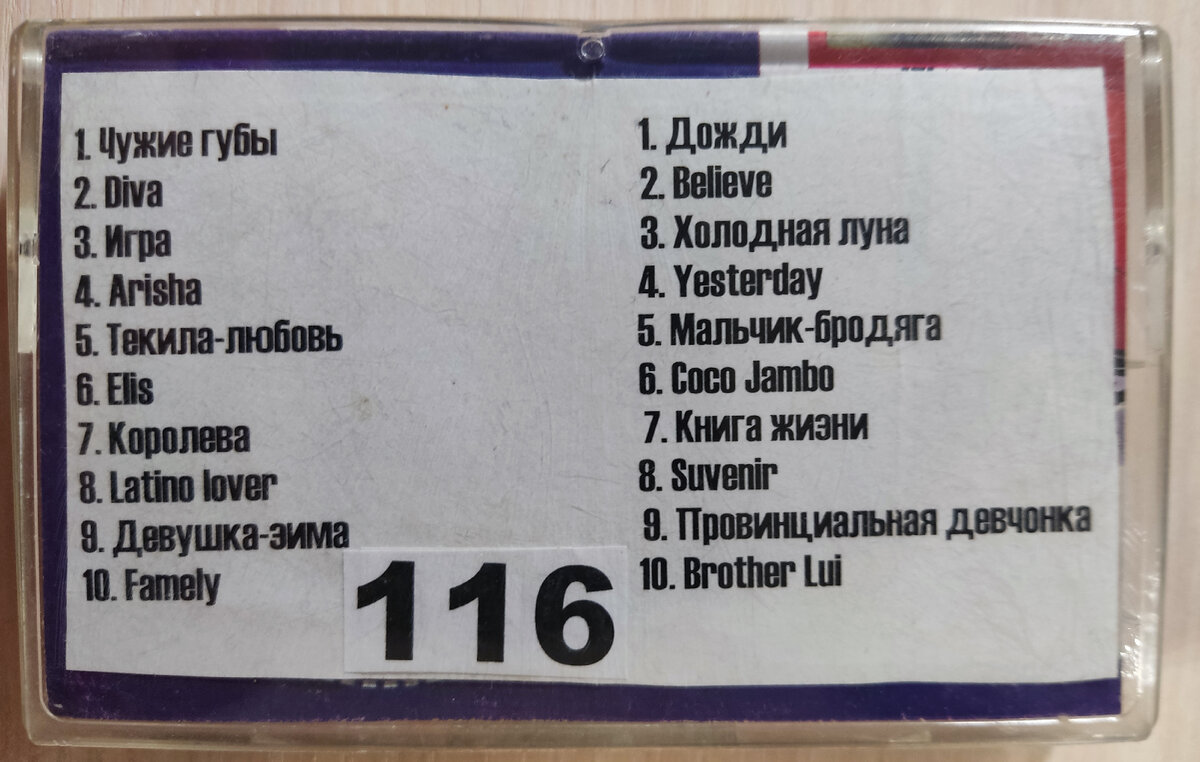 1. Чужие губы
2. Diva
3. Игра
4. Arisha
5. Текила-любовь
6. Elis
7. Королева
8. Latino lover
9. Девушка-зима
10. Famely
116
1. Дожди
2. Believe
3. Холодная луна
4. Yesterday
5. Мальчик-бродяга
6. Coco Jambo
7. Книга жизни
8. Suvenir
9. Провинциальная девчонка
10. Brother Lui